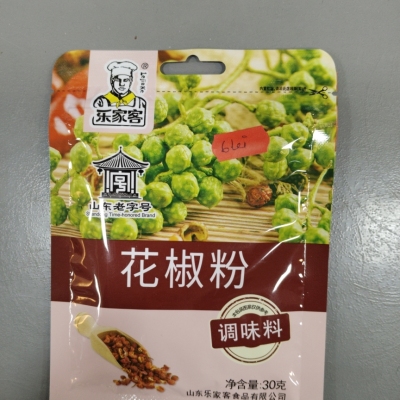 乐家客
山东老字号
Shandong Time-honored Brand
花椒粉
调味料
净含量:30克
山东乐家客食品有限公司